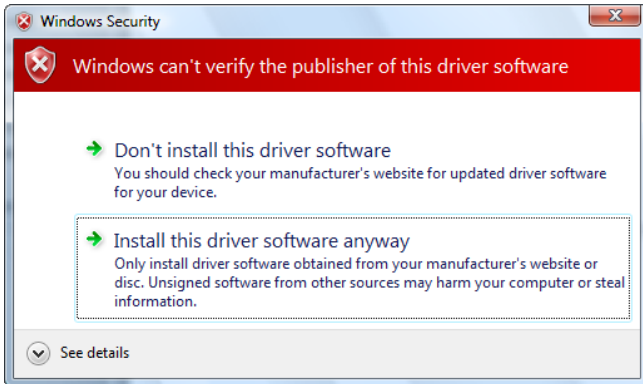 Windows Security
Windows can't verify the publisher of this driver software
Don't install this driver software
You should check your manufacturer's website for updated driver software
for your device.
Install this driver software anyway
Only install driver software obtained from your manufacturer's website or
disc. Unsigned software from other sources may harm your computer or steal
information.
See details